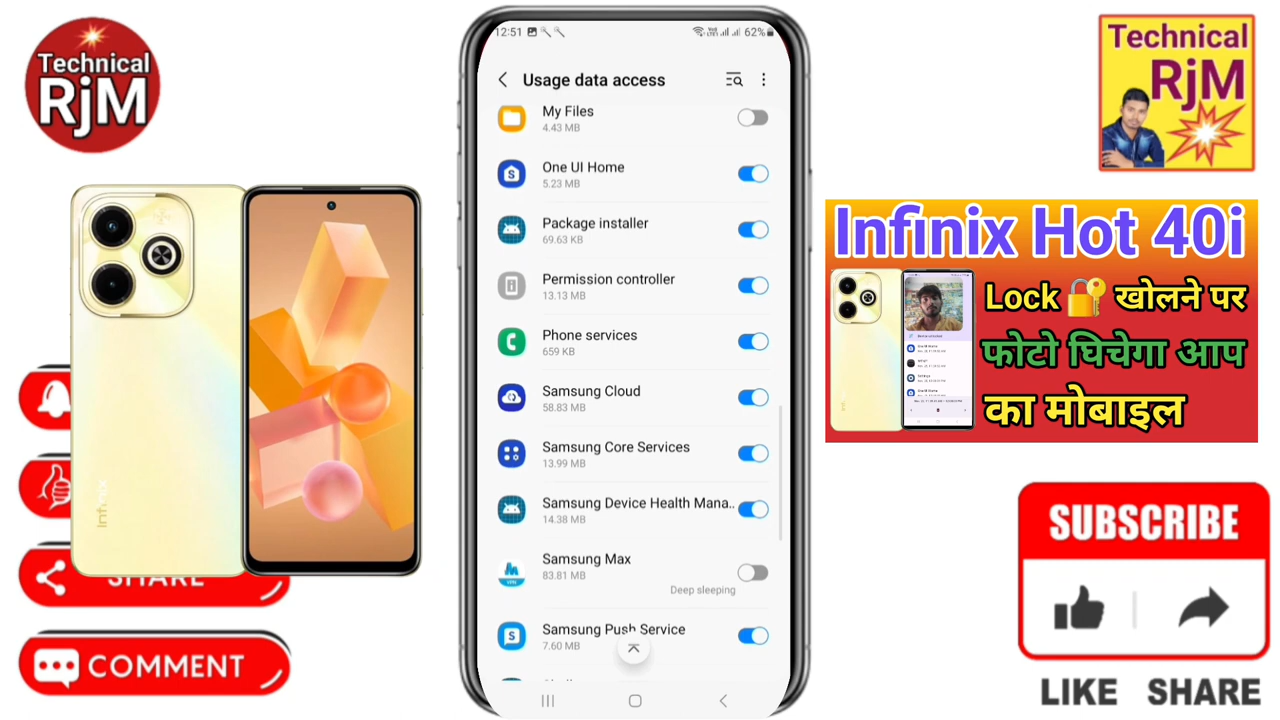 Technical
RjM
SHARE
COMMENT
Infinix
12:51
62%
Usage data access
My Files
4.43 MB
One UI Home
5.23 MB
Package installer
69.63 KB
Permission controller
13.13 MB
Phone services
659 KB
Samsung Cloud
58.83 MB
Samsung Core Services
13.99 MB
Samsung Device Health Mana..
14.38 MB
Samsung Max
83.81 MB
Deep sleeping
VPN
Samsung Push Service
7.60 MB
Technical
RjM
Infinix Hot 40i
Lock 🔐 खोलने पर
फोटो घिचेगा आप
का मोबाइल
SUBSCRIBE
LIKE SHARE